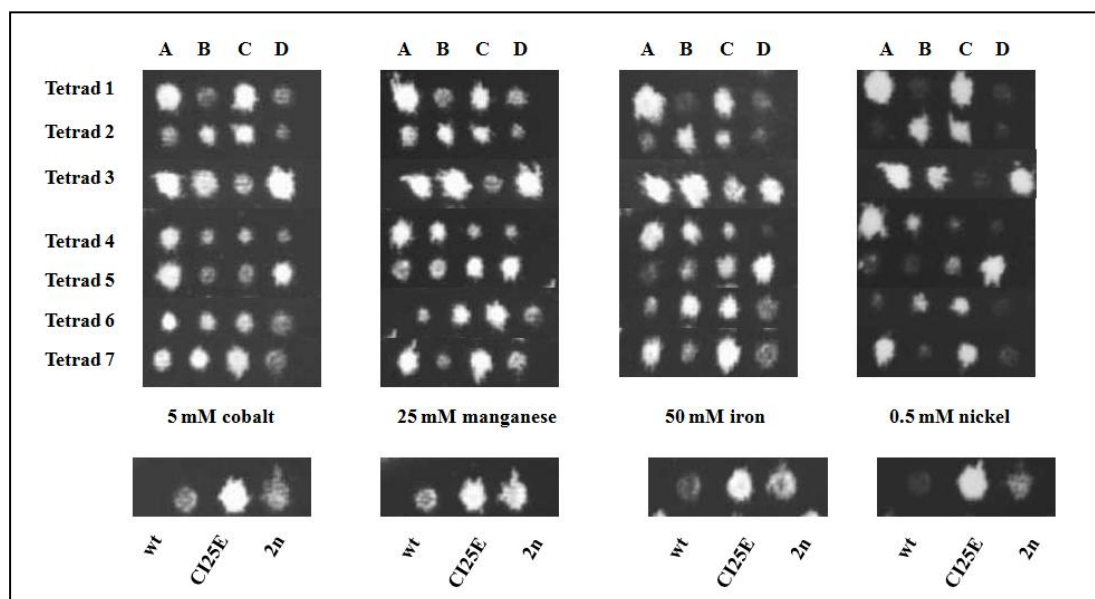 A B C D A B C D A B C D A B C D
Tetrad 1
Tetrad 2
Tetrad 3
Tetrad 4
Tetrad 5
Tetrad 6
Tetrad 7
5 mM cobalt 25 mM manganese 50 mM iron 0.5 mM nickel
wt CI25E 2n wt CI25E 2n wt CI25E 2n wt CI25E 2n